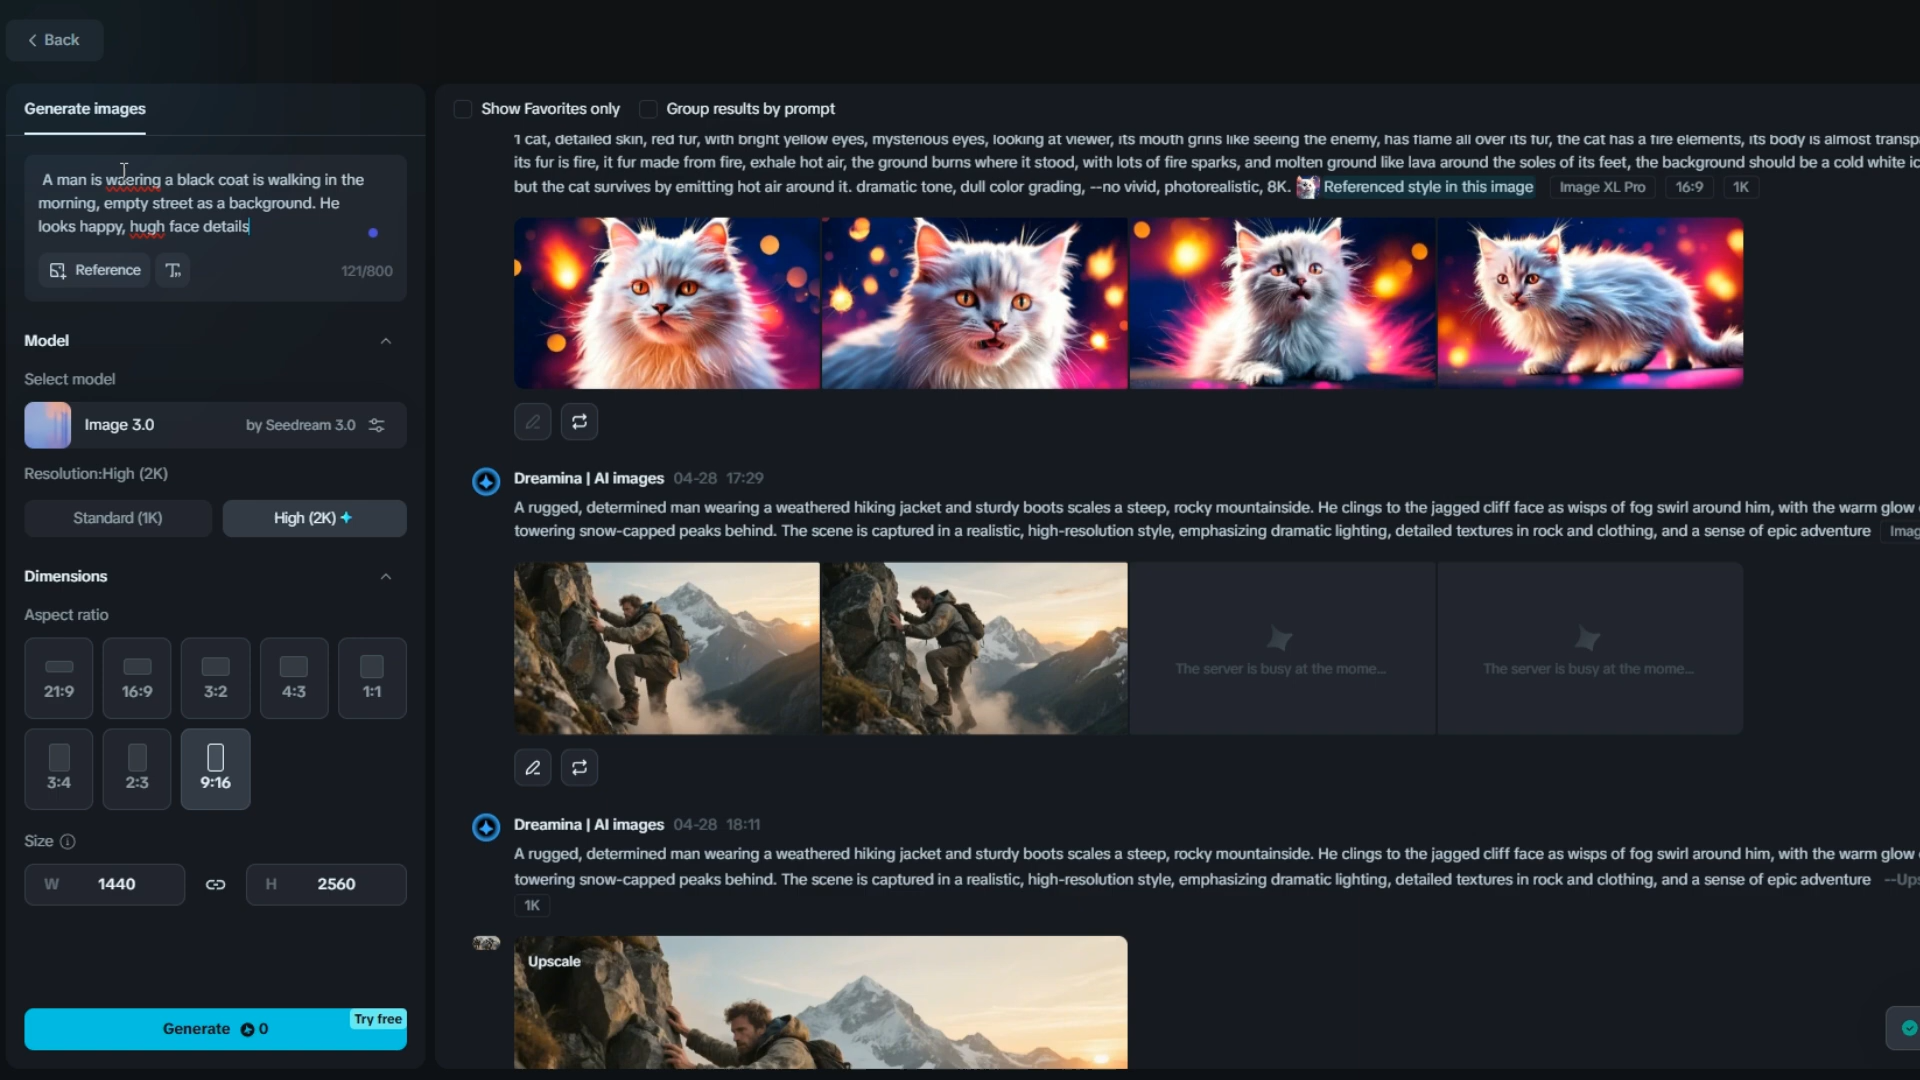 Back
Generate images
A man is waering a black coat is walking in the
morning, empty street as a background. He
looks happy, hugh face details
Reference
121/800
Model
Select model
Image 3.0
by Seedream 3.0
Resolution:High (2K)
Standard (1K)
High (2K)
Dimensions
Aspect ratio
21:9
16:9
3:2
4:3
1:1
3:4
2:3
9:16
Size
W 1440
H 2560
Generate 0
Try free
Show Favorites only
Group results by prompt
1 cat, detailed skin, red fur, with bright yellow eyes, mysterious eyes, looking at viewer, its mouth grins like seeing the enemy, has flame all over its fur, the cat has a fire elements, its body is almost transp
its fur is fire, it fur made from fire, exhale hot air, the ground burns where it stood, with lots of fire sparks, and molten ground like lava around the soles of its feet, the background should be a cold white ic
but the cat survives by emitting hot air around it. dramatic tone, dull color grading, --no vivid, photorealistic, 8K. Referenced style in this image Image XL Pro 16:9 1K
Dreamina | AI images 04-28 17:29
A rugged, determined man wearing a weathered hiking jacket and sturdy boots scales a steep, rocky mountainside. He clings to the jagged cliff face as wisps of fog swirl around him, with the warm glow
towering snow-capped peaks behind. The scene is captured in a realistic, high-resolution style, emphasizing dramatic lighting, detailed textures in rock and clothing, and a sense of epic adventure Imag
The server is busy at the mome...
The server is busy at the mome...
Dreamina | AI images 04-28 18:11
A rugged, determined man wearing a weathered hiking jacket and sturdy boots scales a steep, rocky mountainside. He clings to the jagged cliff face as wisps of fog swirl around him, with the warm glow
towering snow-capped peaks behind. The scene is captured in a realistic, high-resolution style, emphasizing dramatic lighting, detailed textures in rock and clothing, and a sense of epic adventure --Ups
1K
Upscale